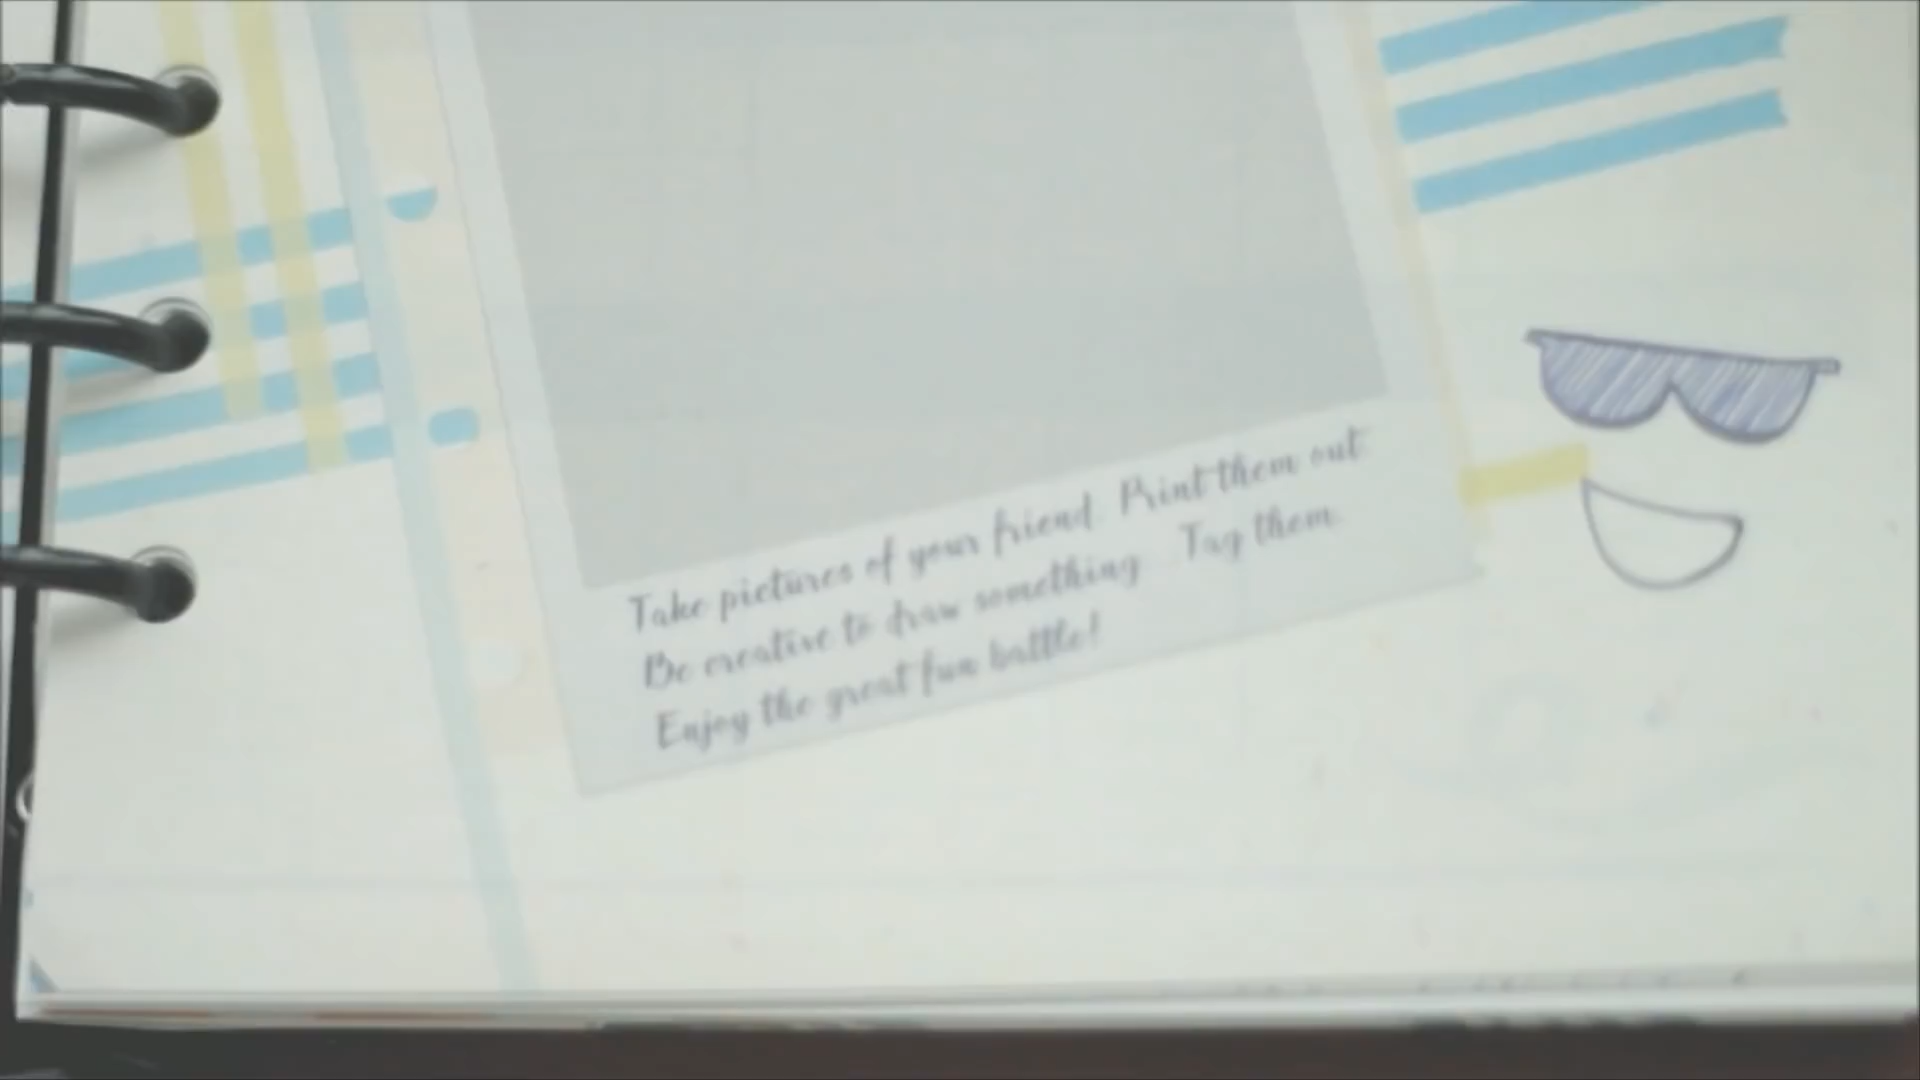 Take pictures of your friend. Print them out.
Be creative to draw something. Tag them.
Enjoy the great fun battle!